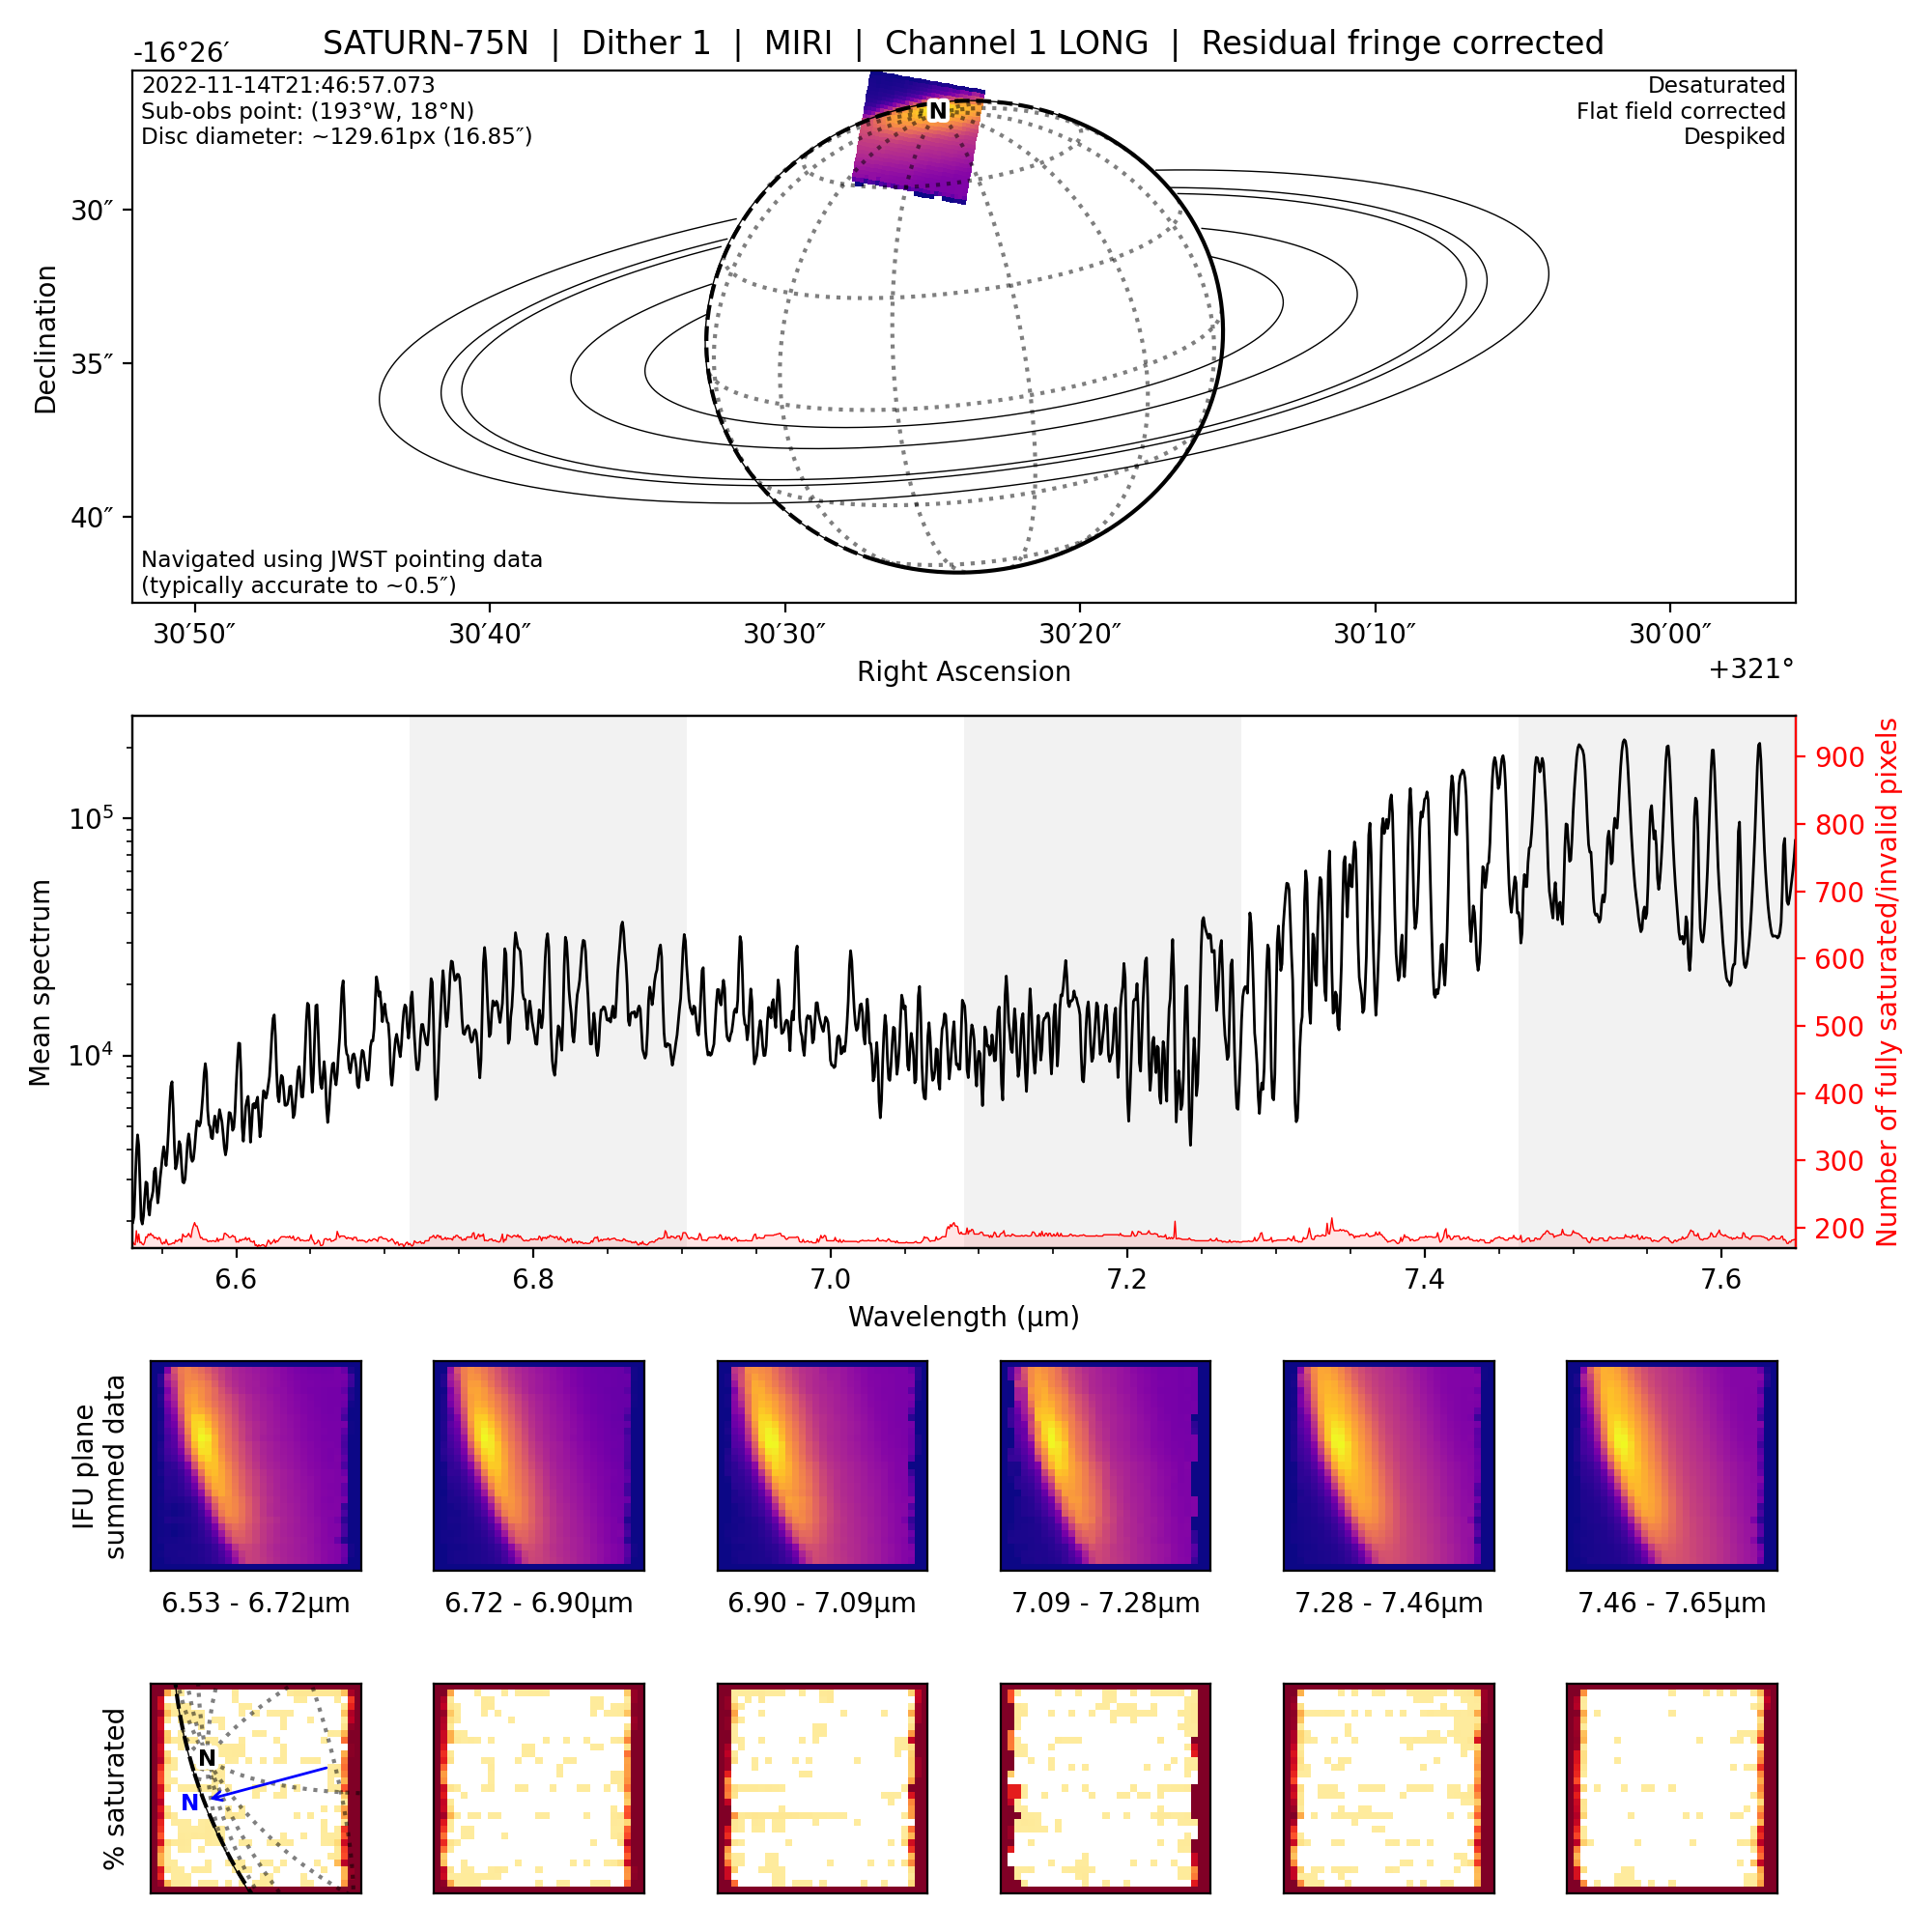 SATURN-75N | Dither 1 | MIRI | Channel 1 LONG | Residual fringe corrected
-16°26′
2022-11-14T21:46:57.073
Sub-obs point: (193°W, 18°N)
Disc diameter: ~129.61px (16.85″)
Desaturated
Flat field corrected
Despiked
N
30″
35″
40″
Declination
Navigated using JWST pointing data
(typically accurate to ~0.5″)
30′50″ 30′40″ 30′30″ 30′20″ 30′10″ 30′00″
Right Ascension
+321°
Mean spectrum
10⁵
10⁴
900
800
700
600
500
400
300
200
Number of fully saturated/invalid pixels
6.6 6.8 7.0 7.2 7.4 7.6
Wavelength (µm)
IFU plane
summed data
6.53 - 6.72µm 6.72 - 6.90µm 6.90 - 7.09µm 7.09 - 7.28µm 7.28 - 7.46µm 7.46 - 7.65µm
% saturated
N
N